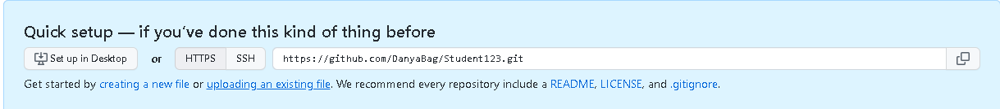 Quick setup — if you've done this kind of thing before
Set up in Desktop or HTTPS SSH https://github.com/DanyaBag/Student123.git
Get started by creating a new file or uploading an existing file. We recommend every repository include a README, LICENSE, and .gitignore.